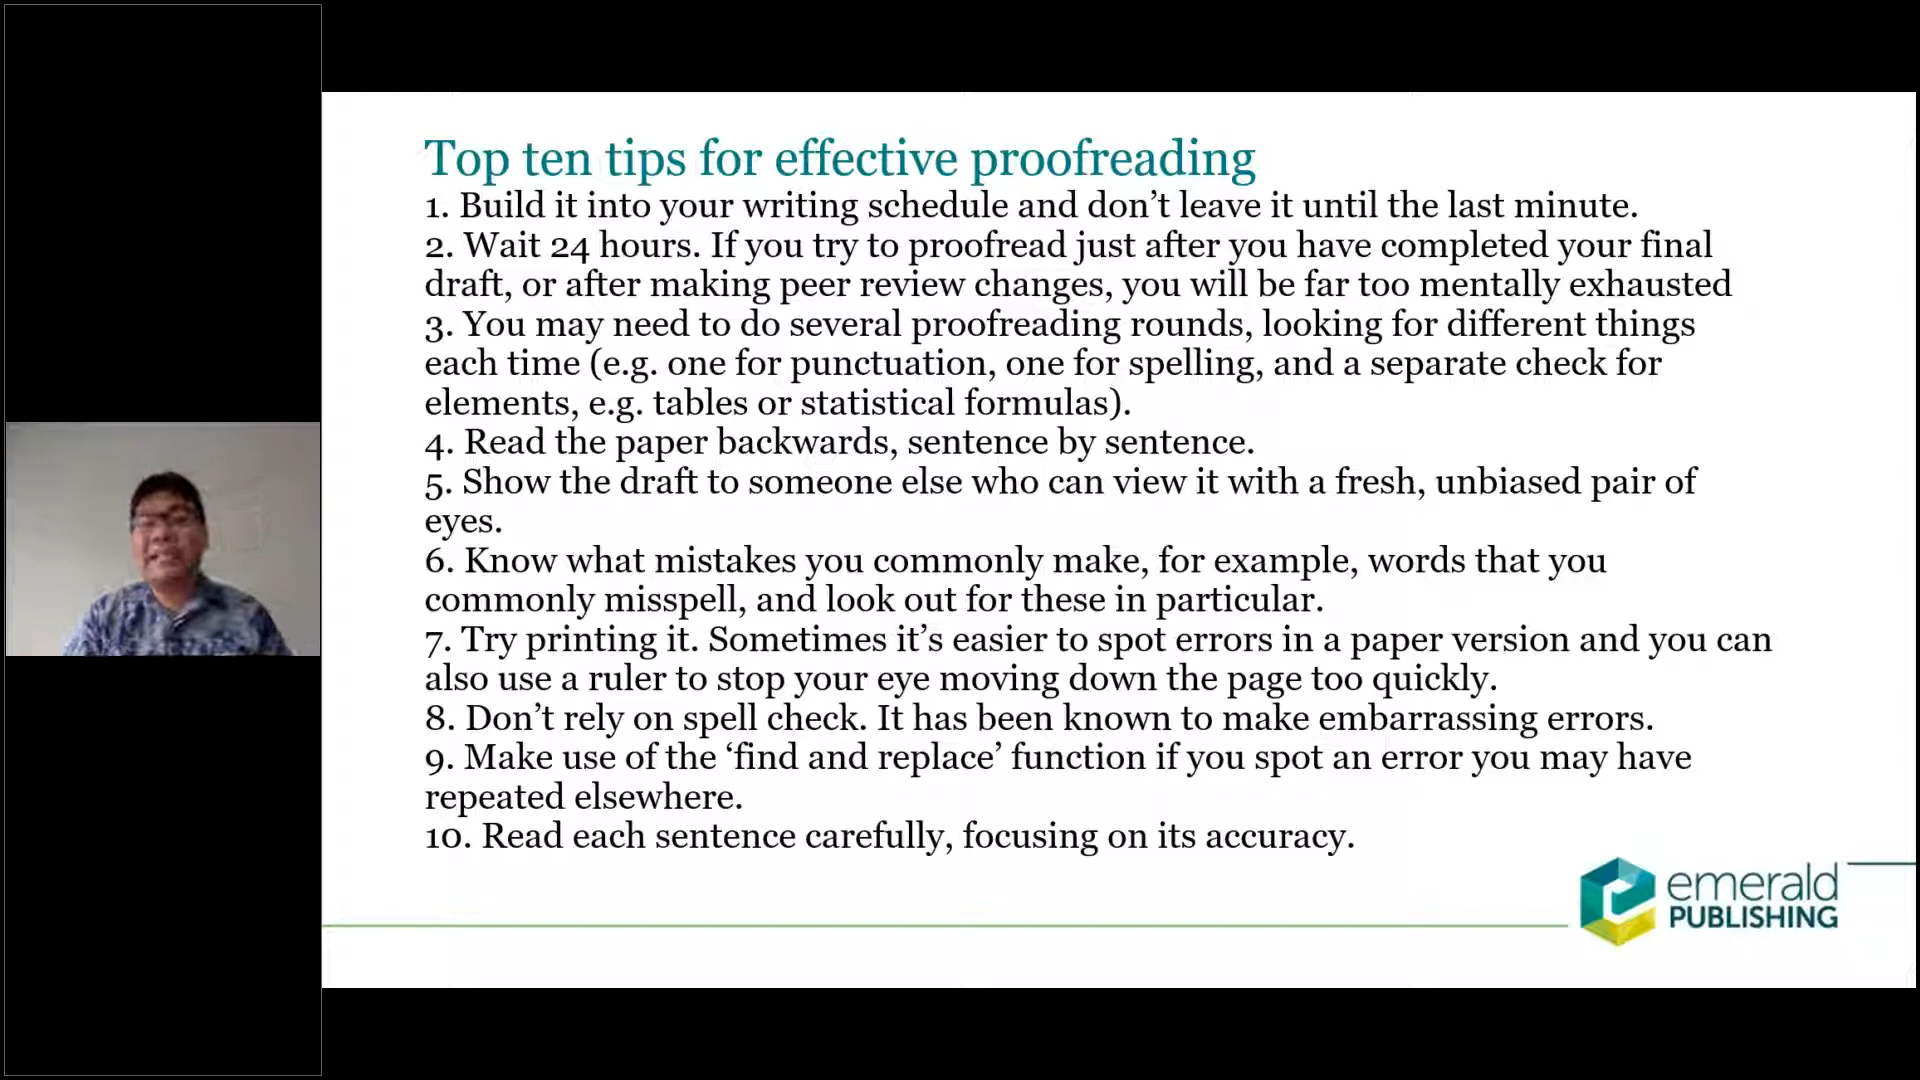 Top ten tips for effective proofreading
1. Build it into your writing schedule and don’t leave it until the last minute.
2. Wait 24 hours. If you try to proofread just after you have completed your final
draft, or after making peer review changes, you will be far too mentally exhausted
3. You may need to do several proofreading rounds, looking for different things
each time (e.g. one for punctuation, one for spelling, and a separate check for
elements, e.g. tables or statistical formulas).
4. Read the paper backwards, sentence by sentence.
5. Show the draft to someone else who can view it with a fresh, unbiased pair of
eyes.
6. Know what mistakes you commonly make, for example, words that you
commonly misspell, and look out for these in particular.
7. Try printing it. Sometimes it’s easier to spot errors in a paper version and you can
also use a ruler to stop your eye moving down the page too quickly.
8. Don’t rely on spell check. It has been known to make embarrassing errors.
9. Make use of the ‘find and replace’ function if you spot an error you may have
repeated elsewhere.
10. Read each sentence carefully, focusing on its accuracy.
emerald
PUBLISHING